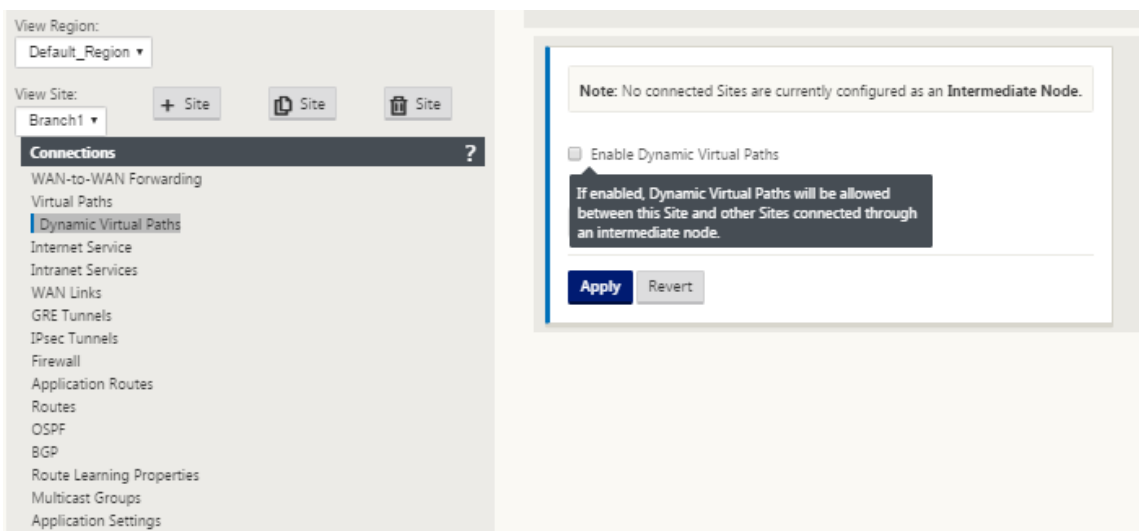 View Region:
Default_Region ▾
View Site:
Branch1 ▾
+ Site
Site
Site
Connections ?
WAN-to-WAN Forwarding
Virtual Paths
Dynamic Virtual Paths
Internet Service
Intranet Services
WAN Links
GRE Tunnels
IPsec Tunnels
Firewall
Application Routes
Routes
OSPF
BGP
Route Learning Properties
Multicast Groups
Application Settings
Note: No connected Sites are currently configured as an Intermediate Node.
Enable Dynamic Virtual Paths
If enabled, Dynamic Virtual Paths will be allowed
between this Site and other Sites connected through
an intermediate node.
Apply
Revert